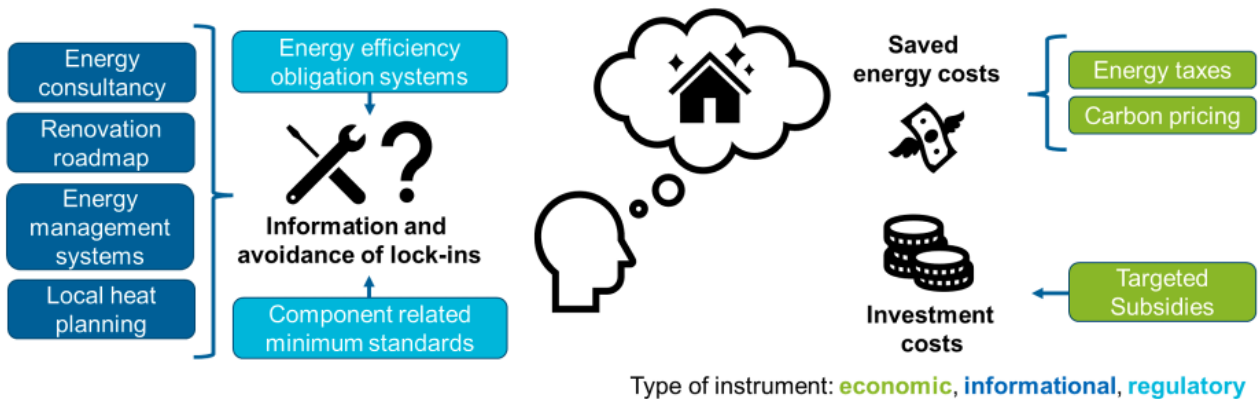 Energy
consultancy
Renovation
roadmap
Energy
management
systems
Local heat
planning
Energy efficiency
obligation systems
Information and
avoidance of lock-ins
Component related
minimum standards
Saved
energy costs
Energy taxes
Carbon pricing
Investment
costs
Targeted
Subsidies
Type of instrument: economic, informational, regulatory